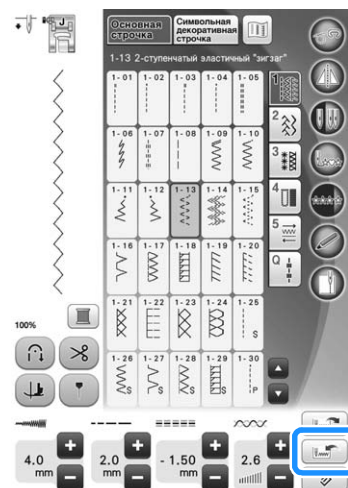 J
Основная
строчка
Символьная
декоративная
строчка
1-13 2-ступенчатый эластичный "зигзаг"
1-01 1-02 1-03 1-04 1-05
1
1-06 1-07 1-08 1-09 1-10
2
3
1-11 1-12 1-13 1-14 1-15
4
5
1-16 1-17 1-18 1-19 1-20
Q
1-21 1-22 1-23 1-24 1-25
S
100%
1-26 1-27 1-28 1-29 1-30
S S S S P
4.0
mm
2.0
mm
- 1.50
mm
2.6